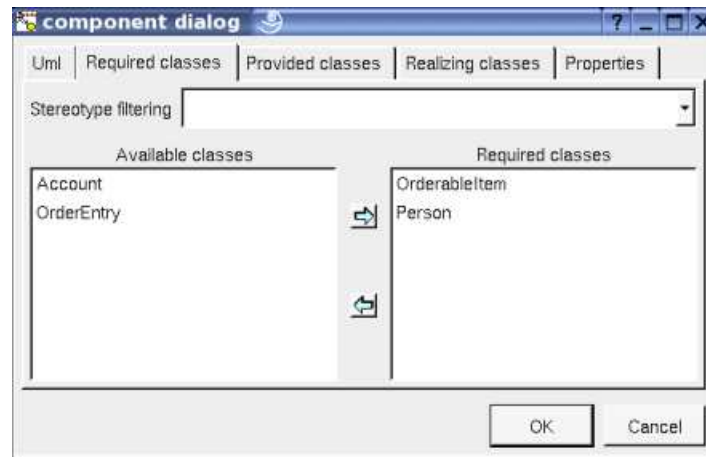 component dialog
Uml Required classes Provided classes Realizing classes Properties
Stereotype filtering
Available classes Required classes
Account OrderableItem
OrderEntry Person
OK Cancel